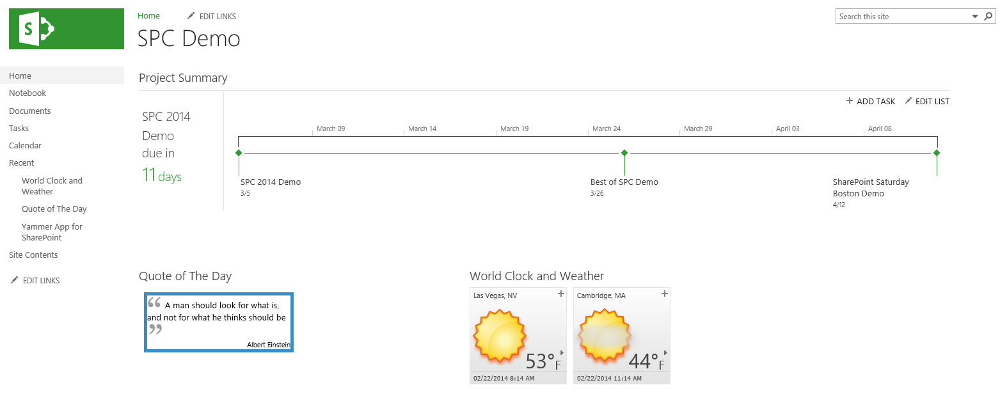 S
Home
EDIT LINKS
Search this site
SPC Demo
Home
Notebook
Documents
Tasks
Calendar
Recent
World Clock and
Weather
Quote of The Day
Yammer App for
SharePoint
Site Contents
EDIT LINKS
Project Summary
+ ADD TASK
EDIT LIST
SPC 2014
Demo
due in
11 days
March 09
March 14
March 19
March 24
March 29
April 03
April 08
SPC 2014 Demo
3/5
Best of SPC Demo
3/26
SharePoint Saturday
Boston Demo
4/12
Quote of The Day
“ A man should look for what is,
and not for what he thinks should be
”
Albert Einstein
World Clock and Weather
Las Vegas, NV +
53°F
02/22/2014 8:14 AM
Cambridge, MA +
44°F
02/22/2014 11:14 AM